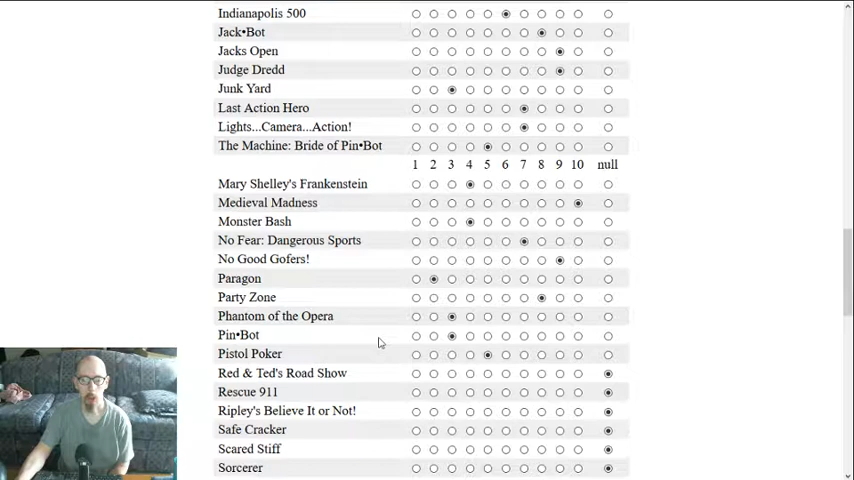 Indianapolis 500
Jack•Bot
Jacks Open
Judge Dredd
Junk Yard
Last Action Hero
Lights...Camera...Action!
The Machine: Bride of Pin•Bot
1 2 3 4 5 6 7 8 9 10 null
Mary Shelley's Frankenstein
Medieval Madness
Monster Bash
No Fear: Dangerous Sports
No Good Gofers!
Paragon
Party Zone
Phantom of the Opera
Pin•Bot
Pistol Poker
Red & Ted's Road Show
Rescue 911
Ripley's Believe It or Not!
Safe Cracker
Scared Stiff
Sorcerer